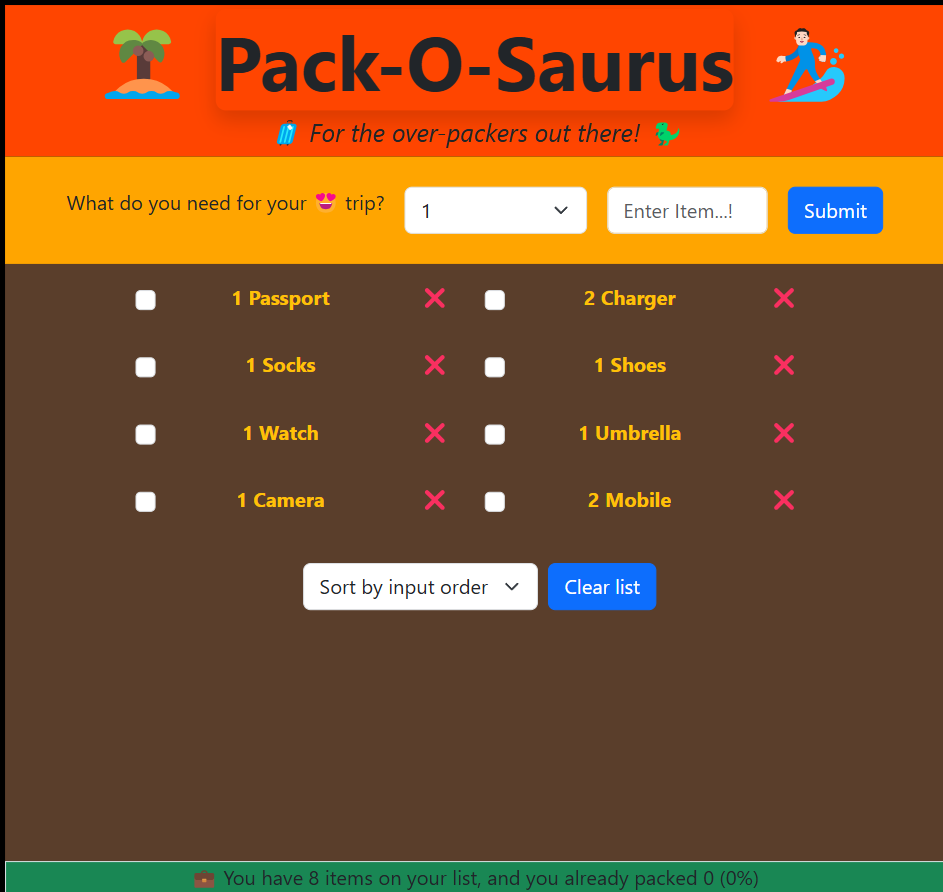 Pack-O-Saurus
For the over-packers out there!
What do you need for your trip? 1 Enter Item...! Submit
1 Passport 2 Charger
1 Socks 1 Shoes
1 Watch 1 Umbrella
1 Camera 2 Mobile
Sort by input order Clear list
You have 8 items on your list, and you already packed 0 (0%)